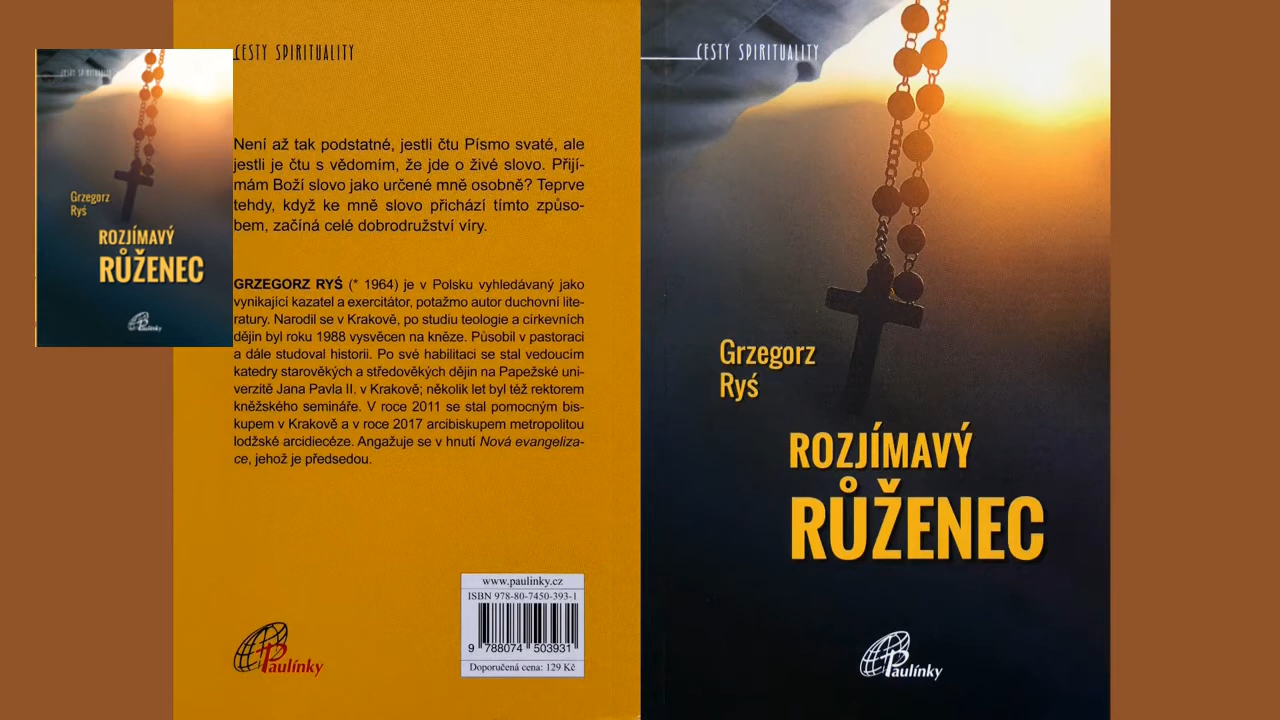 CESTY SPIRITUALITY
Grzegorz
Ryś
ROZJÍMAVÝ
RŮŽENEC
Paulínky
CESTY SPIRITUALITY
Není až tak podstatné, jestli čtu Písmo svaté, ale
jestli je čtu s vědomím, že jde o živé slovo. Přijí-
mám Boží slovo jako určené mně osobně? Teprve
tehdy, když ke mně slovo přichází tímto způso-
bem, začíná celé dobrodružství víry.
GRZEGORZ RYŚ (* 1964) je v Polsku vyhledávaný jako
vynikající kazatel a exercitátor, potažmo autor duchovní lite-
ratury. Narodil se v Krakově, po studiu teologie a církevních
dějin byl roku 1988 vysvěcen na kněze. Působil v pastoraci
a dále studoval historii. Po své habilitaci se stal vedoucím
katedry starověkých a středověkých dějin na Papežské uni-
verzitě Jana Pavla II. v Krakově; několik let byl též rektorem
kněžského semináře. V roce 2011 se stal pomocným bis-
kupem v Krakově a v roce 2017 arcibiskupem metropolitou
lodžské arcidiecéze. Angažuje se v hnutí Nová evangeliza-
ce, jehož je předsedou.
www.paulinky.cz
ISBN 978-80-7450-393-1
9 788074 503931
Doporučená cena: 129 Kč
Paulínky
CESTY SPIRITUALITY
Grzegorz
Ryś
ROZJÍMAVÝ
RŮŽENEC
Paulínky